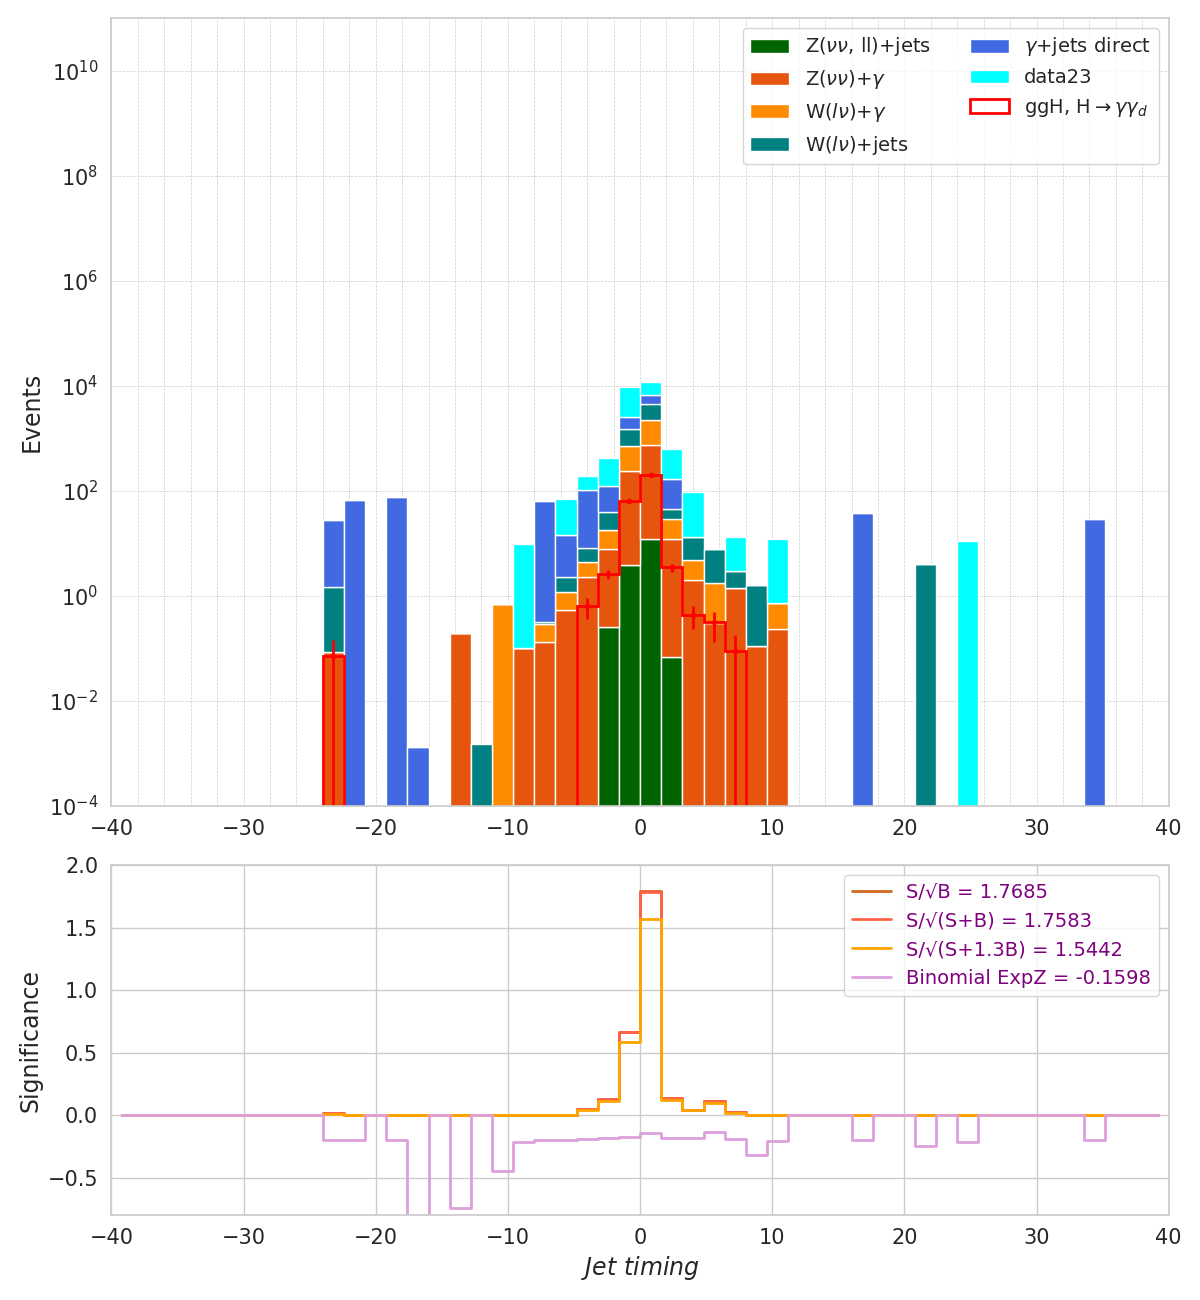 Z(νν, ll)+jets
Z(νν)+γ
W(lν)+γ
W(lν)+jets
γ+jets direct
data23
ggH, H→γγ_d
10^10
10^8
10^6
10^4
10^2
10^0
10^−2
10^−4
Events
−40 −30 −20 −10 0 10 20 30 40
2.0
1.5
1.0
0.5
0.0
−0.5
Significance
S/√B = 1.7685
S/√(S+B) = 1.7583
S/√(S+1.3B) = 1.5442
Binomial ExpZ = -0.1598
−40 −30 −20 −10 0 10 20 30 40
Jet timing